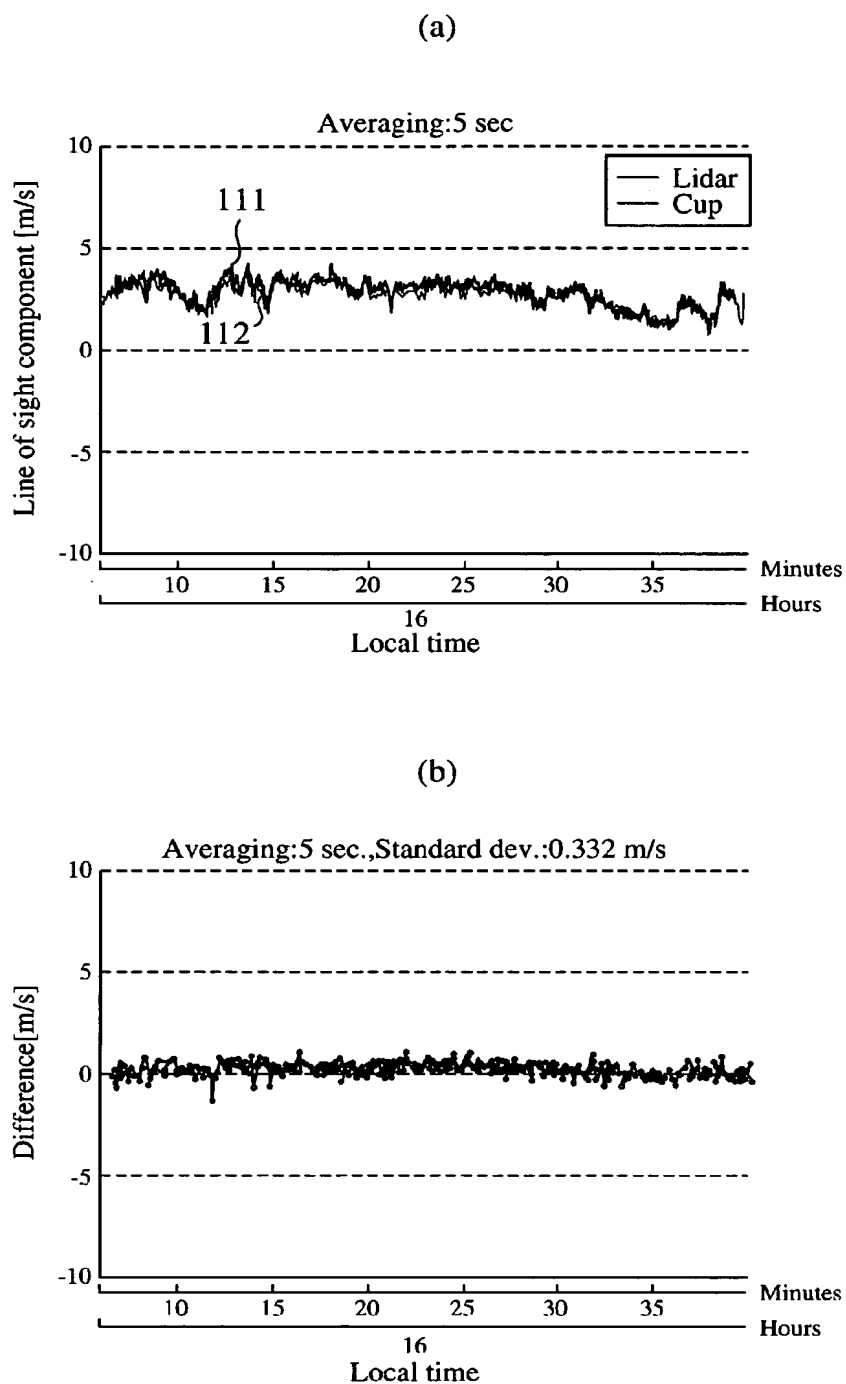 (a)
Averaging:5 sec
10
5
0
-5
-10
Line of sight component [m/s]
Lidar
Cup
111
112
10 15 20 25 30 35 Minutes
Hours
16
Local time
(b)
Averaging:5 sec.,Standard dev.:0.332 m/s
10
5
0
-5
-10
Difference[m/s]
10 15 20 25 30 35 Minutes
Hours
16
Local time